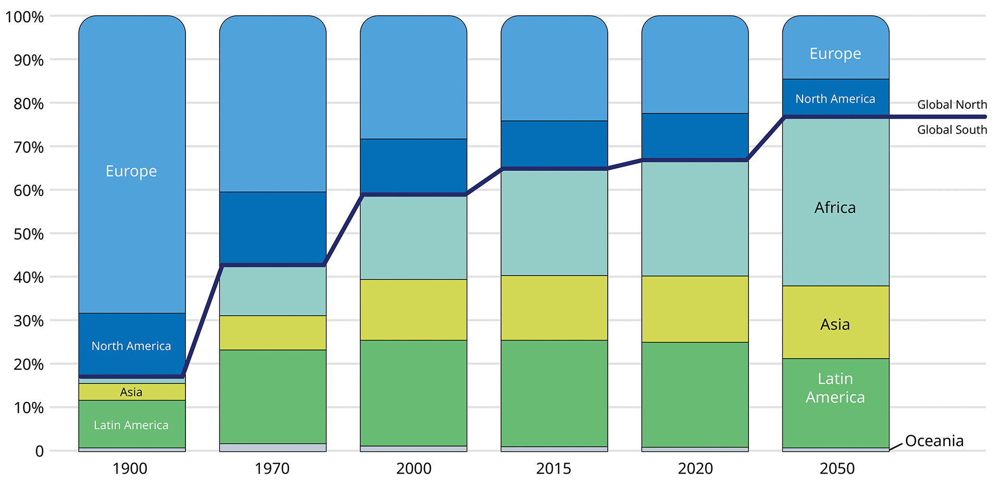 100%
90%
80%
70%
60%
50%
40%
30%
20%
10%
0
Europe
North America
Asia
Latin America
Europe
North America
Africa
Asia
Latin
America
Global North
Global South
Oceania
1900
1970
2000
2015
2020
2050